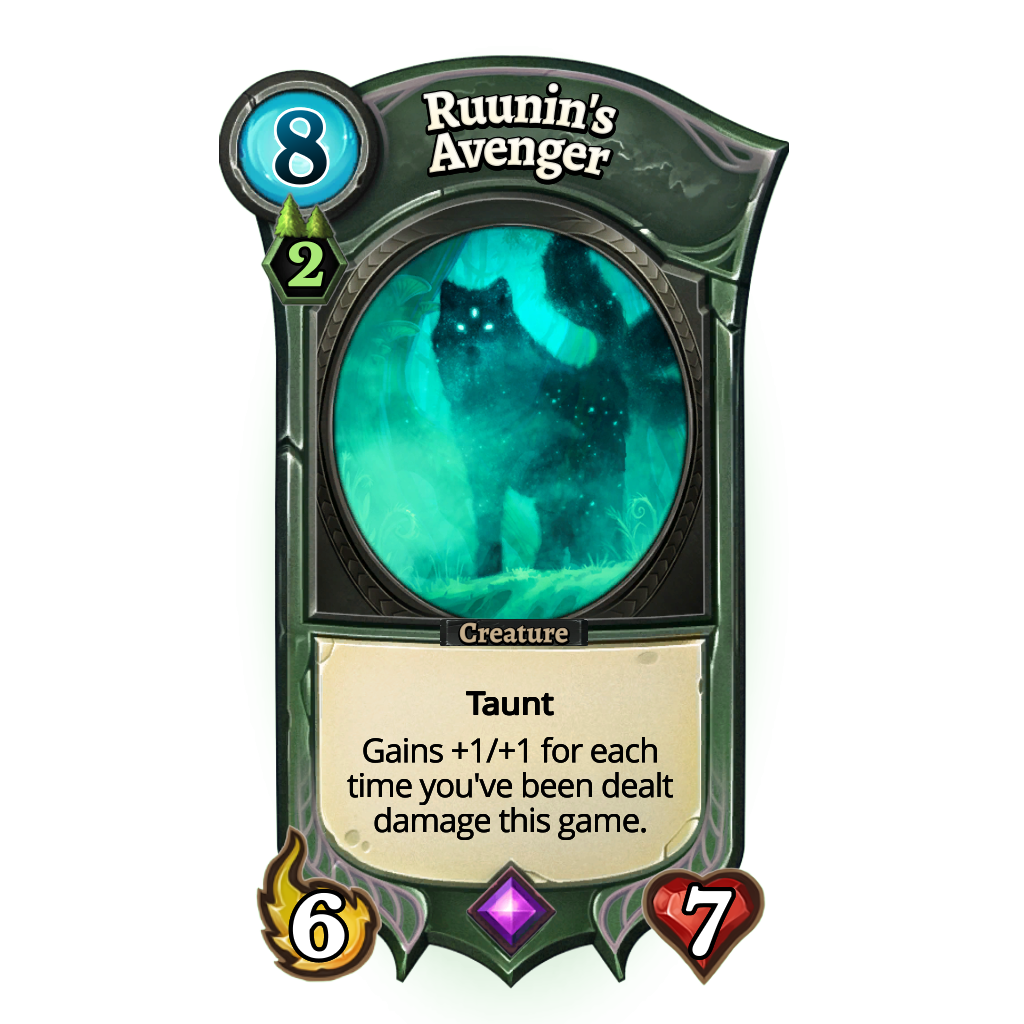 8
Ruunin's
Avenger
2
Creature
Taunt
Gains +1/+1 for each
time you've been dealt
damage this game.
6
7